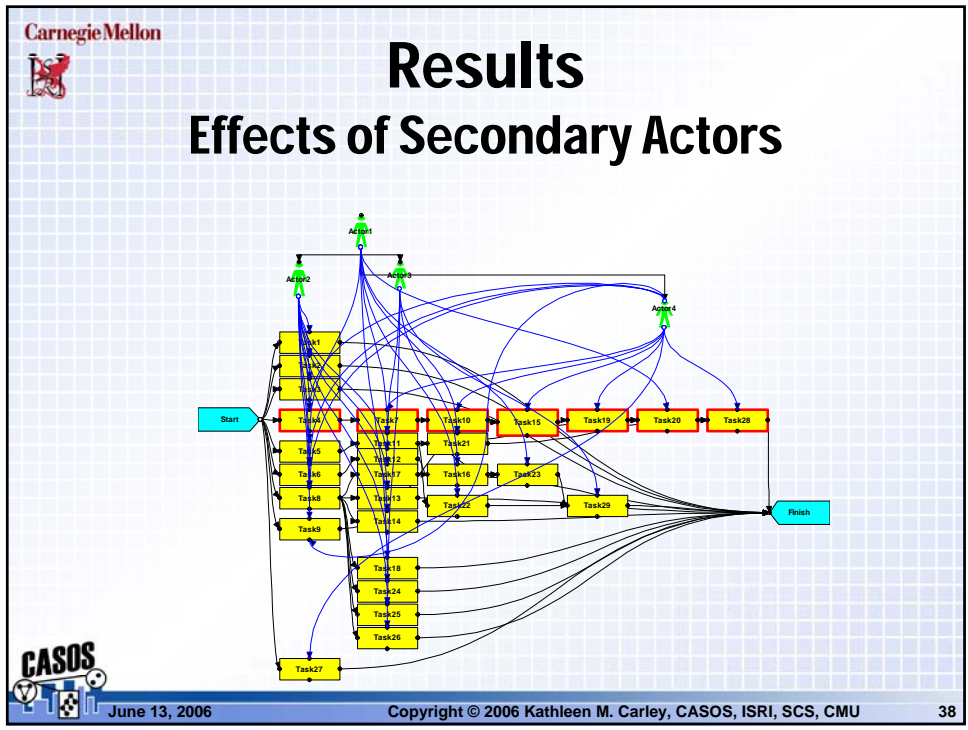 Carnegie Mellon
Results
Effects of Secondary Actors
Actor1
Actor2
Actor3
Actor4
Task1
Task2
Task3
Start
Task4
Task7
Task10
Task15
Task19
Task20
Task28
Task5
Task11
Task21
Task12
Task6
Task17
Task16
Task23
Task8
Task13
Task22
Task29
Finish
Task9
Task14
Task18
Task24
Task25
Task26
Task27
CASOS
June 13, 2006
Copyright © 2006 Kathleen M. Carley, CASOS, ISRI, SCS, CMU
38